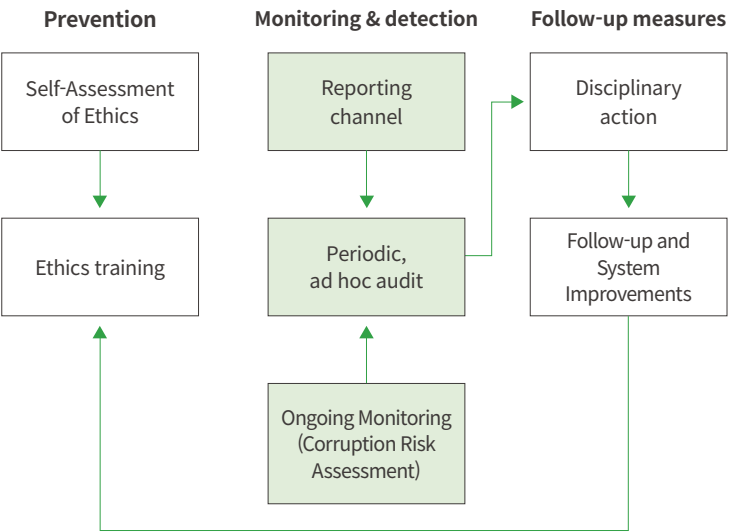 Prevention
Self-Assessment
of Ethics
Ethics training
Monitoring & detection
Reporting
channel
Periodic,
ad hoc audit
Ongoing Monitoring
(Corruption Risk
Assessment)
Follow-up measures
Disciplinary
action
Follow-up and
System
Improvements